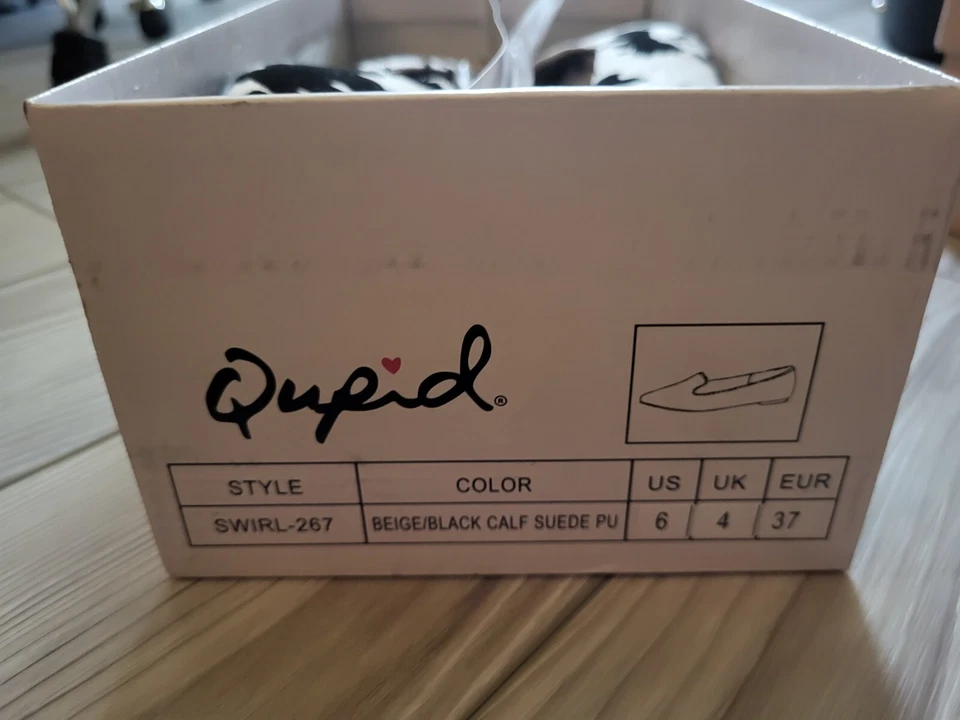 Qupid®
STYLE COLOR US UK EUR
SWIRL-267 BEIGE/BLACK CALF SUEDE PU 6 4 37